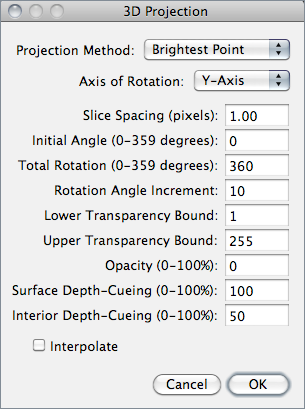 3D Projection
Projection Method: Brightest Point
Axis of Rotation: Y-Axis
Slice Spacing (pixels): 1.00
Initial Angle (0-359 degrees): 0
Total Rotation (0-359 degrees): 360
Rotation Angle Increment: 10
Lower Transparency Bound: 1
Upper Transparency Bound: 255
Opacity (0-100%): 0
Surface Depth-Cueing (0-100%): 100
Interior Depth-Cueing (0-100%): 50
Interpolate
Cancel OK